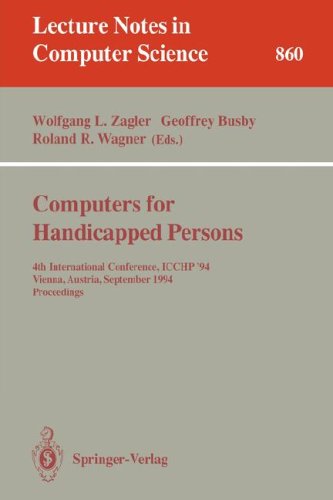 Lecture Notes in
Computer Science
860
Wolfgang L. Zagler Geoffrey Busby
Roland R. Wagner (Eds.)
Computers for
Handicapped Persons
4th International Conference, ICCHP '94
Vienna, Austria, September 1994
Proceedings
Springer-Verlag